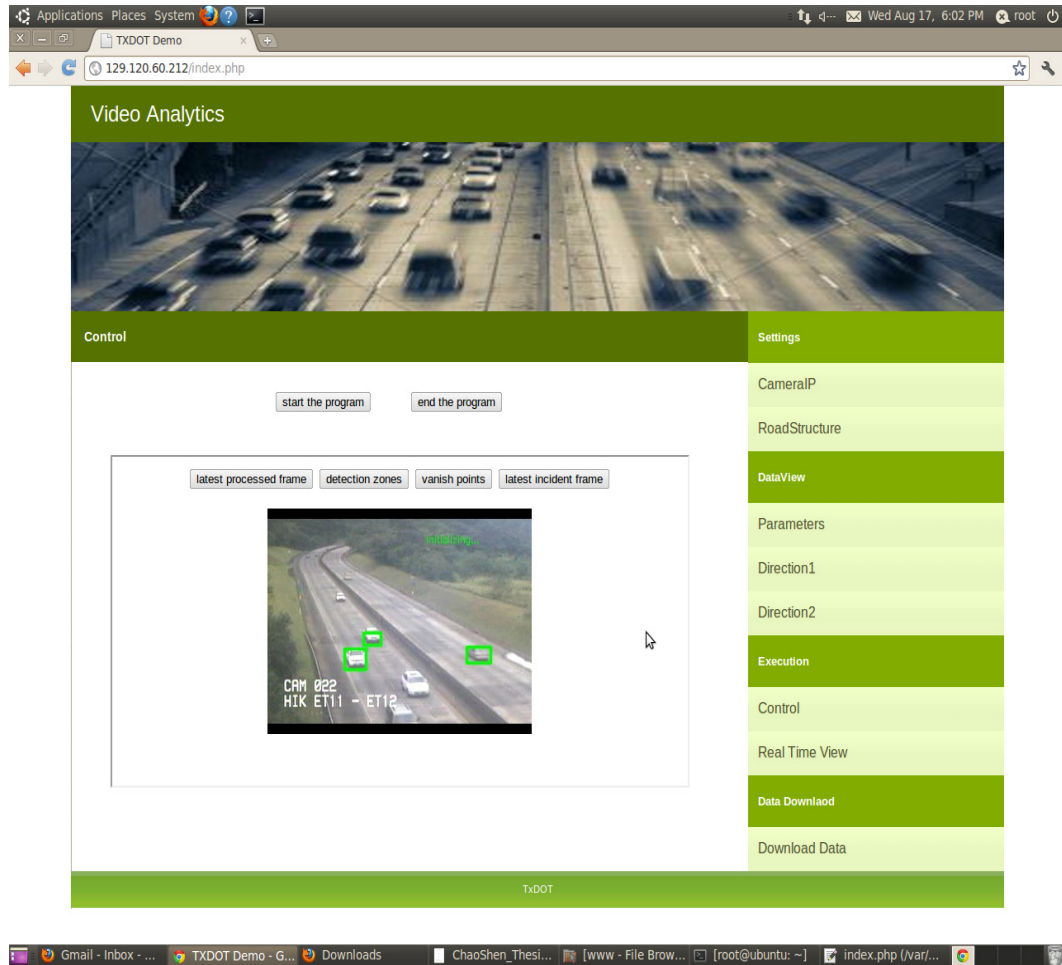 Applications Places System Wed Aug 17, 6:02 PM root
TXDOT Demo
129.120.60.212/index.php
Video Analytics
Control
start the program end the program
latest processed frame detection zones vanish points latest incident frame
Initializing...
CAM 022
HIK ET11 - ET12
Settings
CameraIP
RoadStructure
DataView
Parameters
Direction1
Direction2
Execution
Control
Real Time View
Data Downlaod
Download Data
TxDOT
Gmail - Inbox - ... TXDOT Demo - G... Downloads ChaoShen_Thesi... [www - File Brow... [root@ubuntu: ~] index.php (/var/...